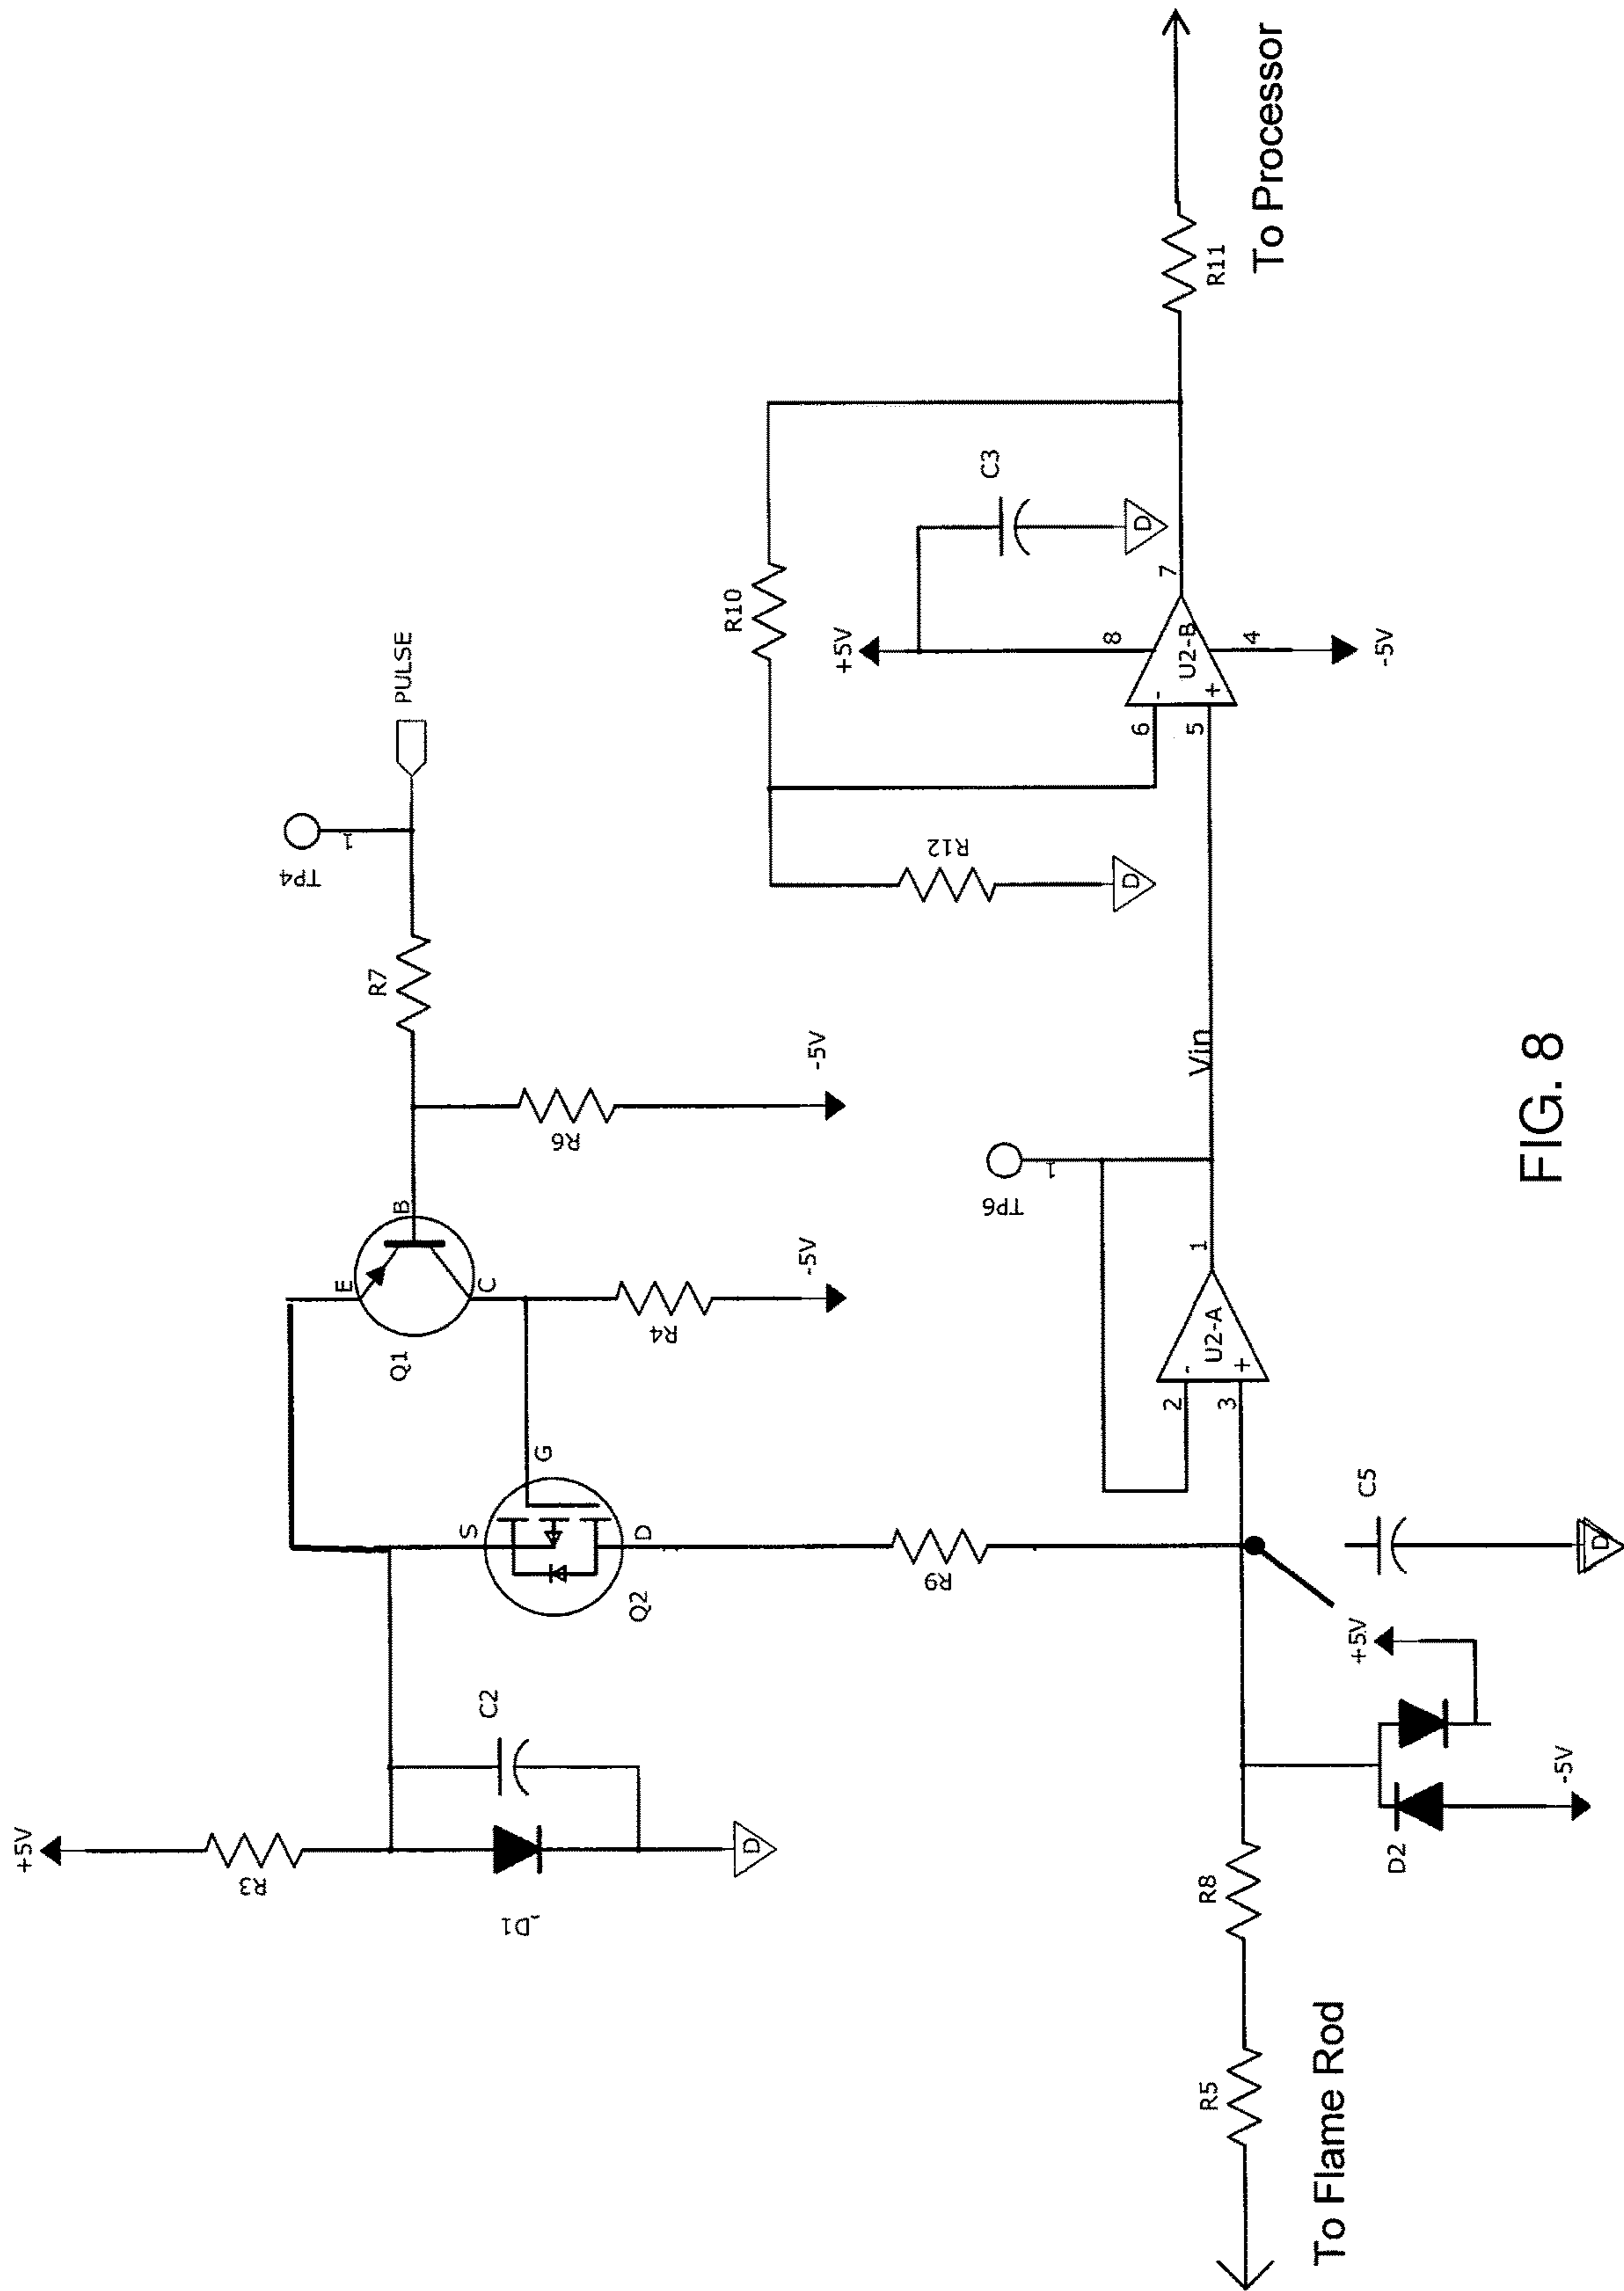 +5V
R3
D1
C2
D
S
G
D
Q2
E
B
C
Q1
R4
-5V
R6
-5V
R7
TP4
1
PULSE
R9
To Flame Rod
R5
R8
D2
-5V
+5V
C5
D
2
3
-
+
U2-A
1
TP6
1
Vin
R12
D
R10
6
5
-
+
U2-B
8
+5V
4
-5V
7
C3
D
R11
To Processor
FIG. 8